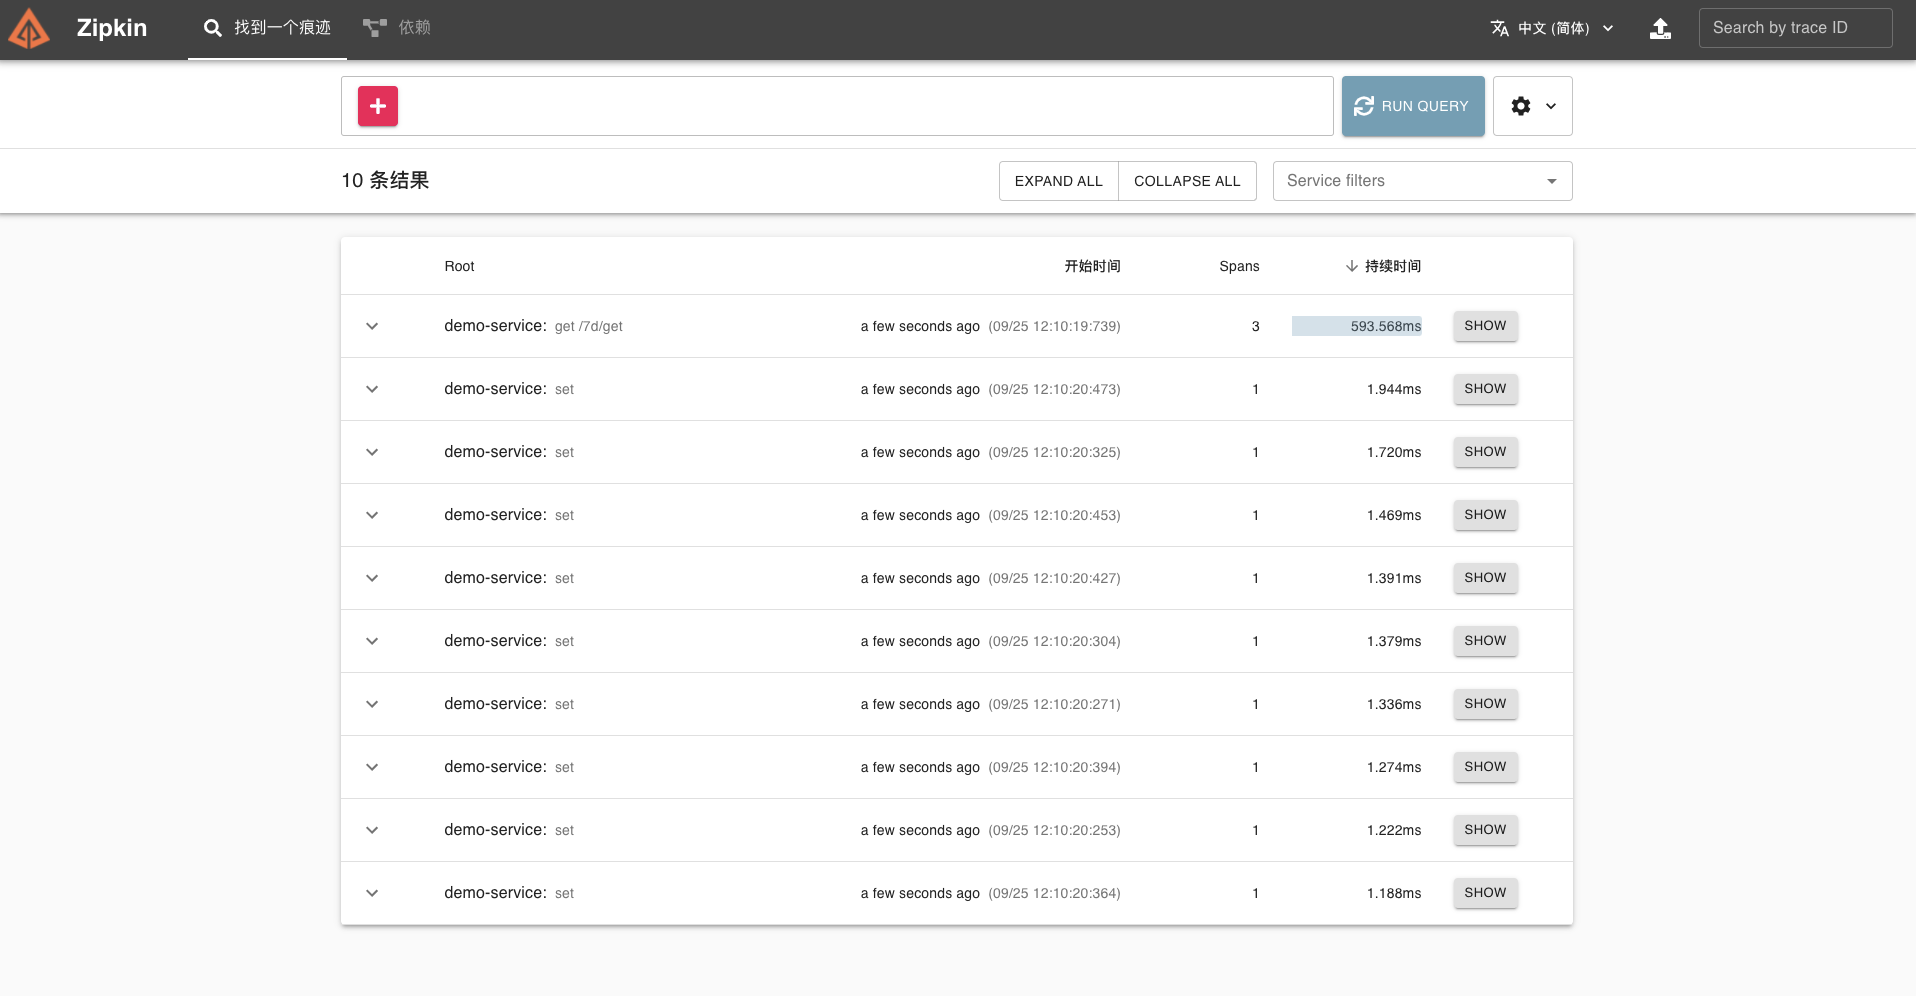 Zipkin 找到一个痕迹 依赖 中文 (简体) Search by trace ID
RUN QUERY
10 条结果 EXPAND ALL COLLAPSE ALL Service filters
Root 开始时间 Spans 持续时间
demo-service: get /7d/get a few seconds ago (09/25 12:10:19:739) 3 593.568ms SHOW
demo-service: set a few seconds ago (09/25 12:10:20:473) 1 1.944ms SHOW
demo-service: set a few seconds ago (09/25 12:10:20:325) 1 1.720ms SHOW
demo-service: set a few seconds ago (09/25 12:10:20:453) 1 1.469ms SHOW
demo-service: set a few seconds ago (09/25 12:10:20:427) 1 1.391ms SHOW
demo-service: set a few seconds ago (09/25 12:10:20:304) 1 1.379ms SHOW
demo-service: set a few seconds ago (09/25 12:10:20:271) 1 1.336ms SHOW
demo-service: set a few seconds ago (09/25 12:10:20:394) 1 1.274ms SHOW
demo-service: set a few seconds ago (09/25 12:10:20:253) 1 1.222ms SHOW
demo-service: set a few seconds ago (09/25 12:10:20:364) 1 1.188ms SHOW